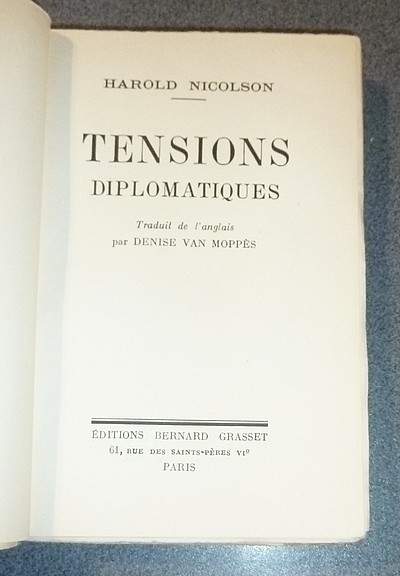 HAROLD NICOLSON
TENSIONS
DIPLOMATIQUES
Traduit de l'anglais
par DENISE VAN MOPPÈS
ÉDITIONS BERNARD GRASSET
61, RUE DES SAINTS-PÈRES VIᵉ
PARIS